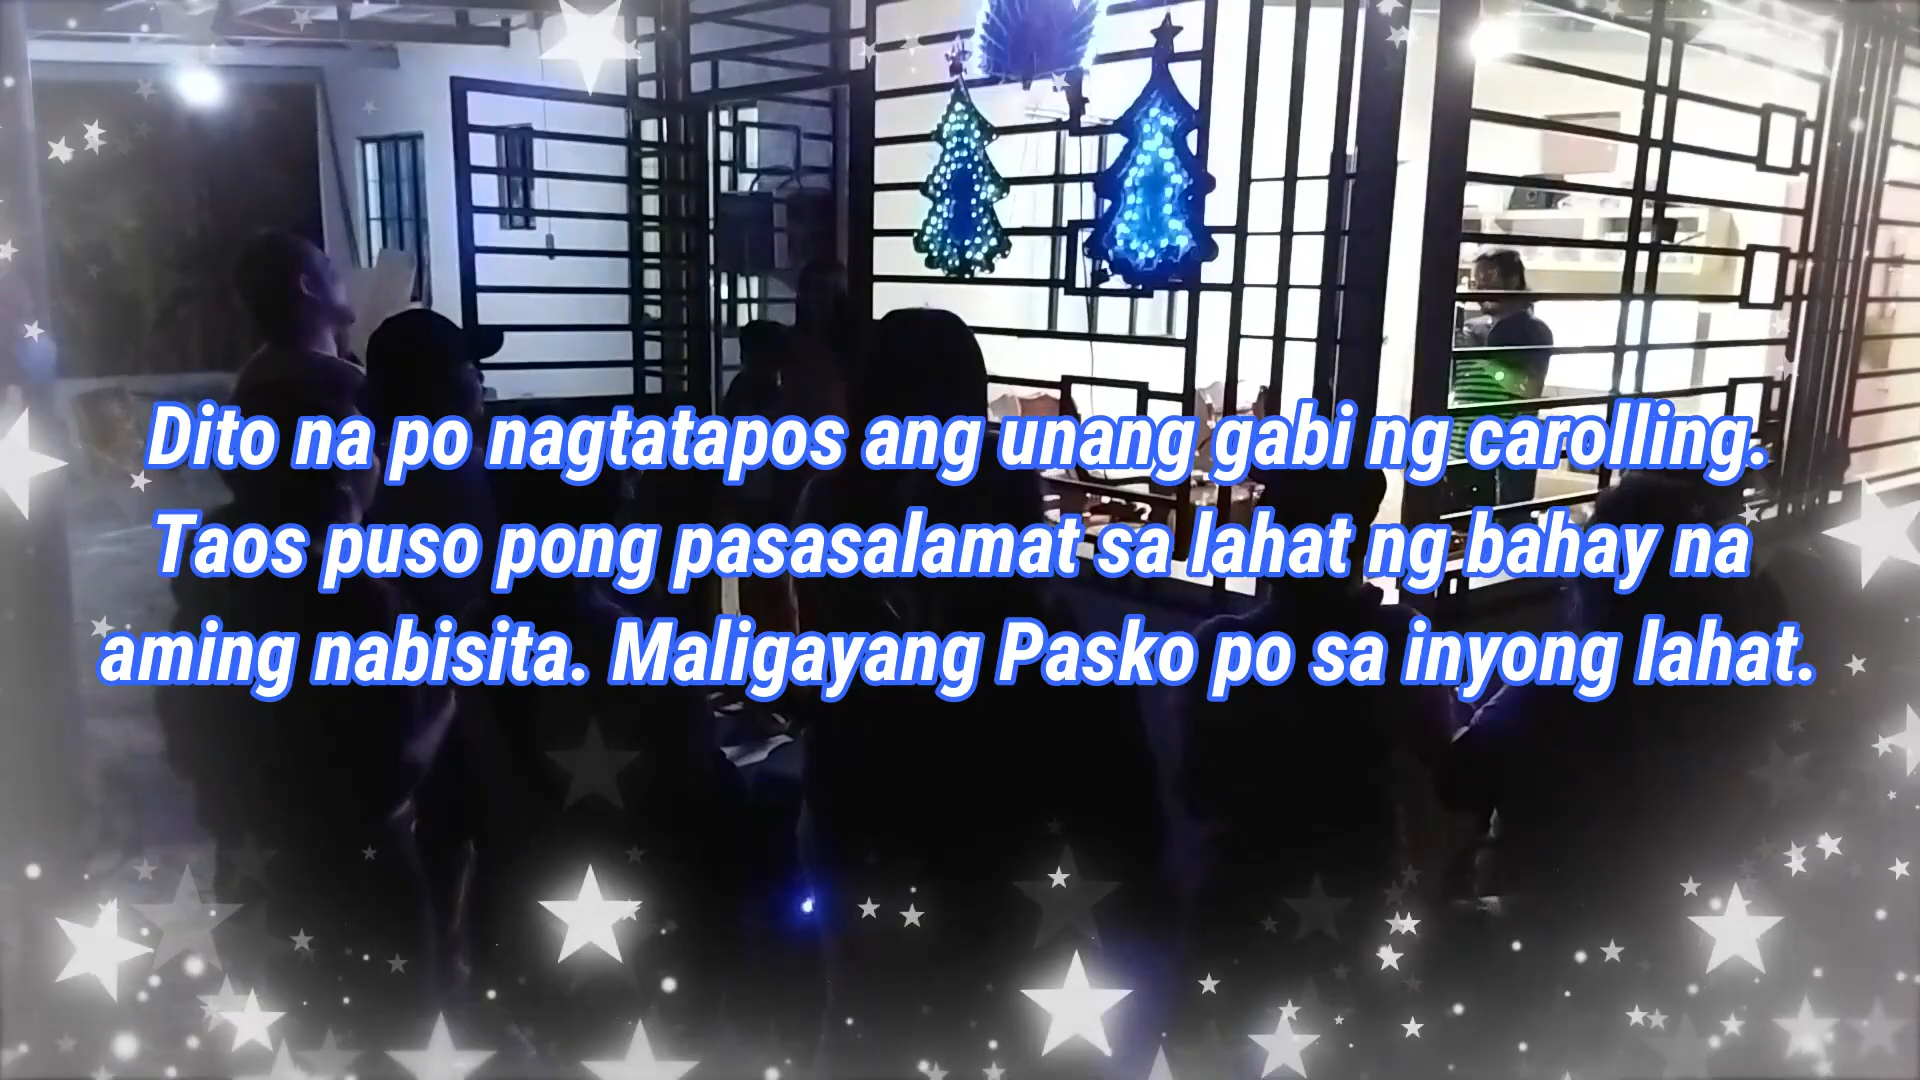 Dito na po nagtatapos ang unang gabi ng carolling.
Taos puso pong pasasalamat sa lahat ng bahay na
aming nabisita. Maligayang Pasko po sa inyong lahat.